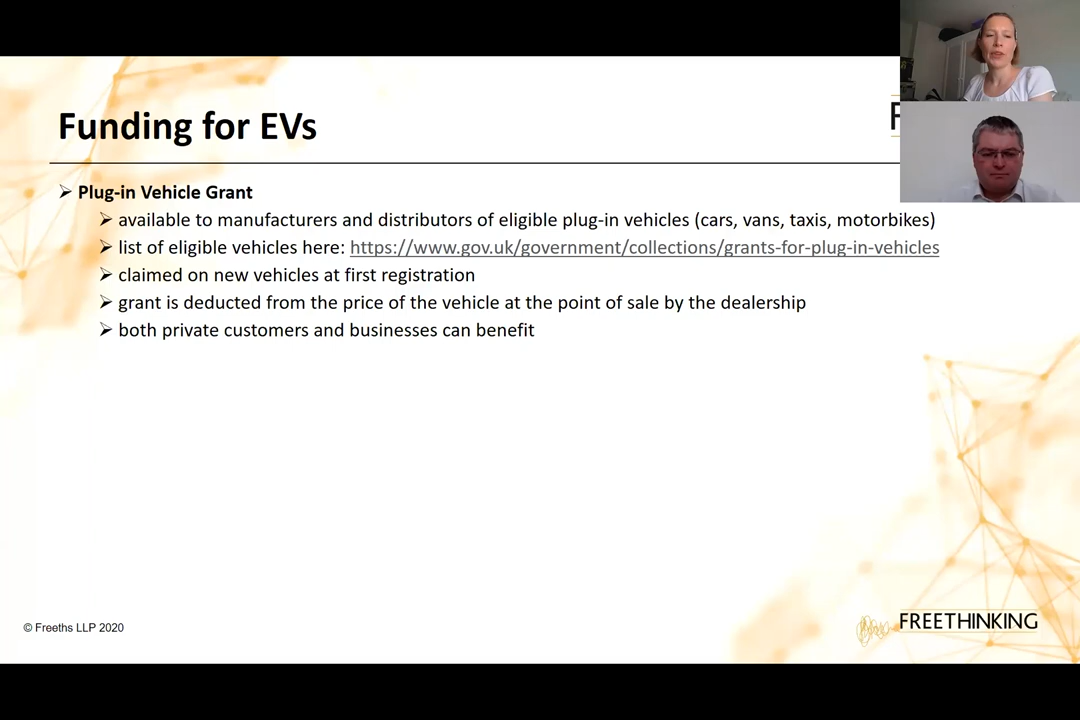 Funding for EVs
F
➢ Plug-in Vehicle Grant
➢ available to manufacturers and distributors of eligible plug-in vehicles (cars, vans, taxis, motorbikes)
➢ list of eligible vehicles here: https://www.gov.uk/government/collections/grants-for-plug-in-vehicles
➢ claimed on new vehicles at first registration
➢ grant is deducted from the price of the vehicle at the point of sale by the dealership
➢ both private customers and businesses can benefit
© Freeths LLP 2020
FREETHINKING